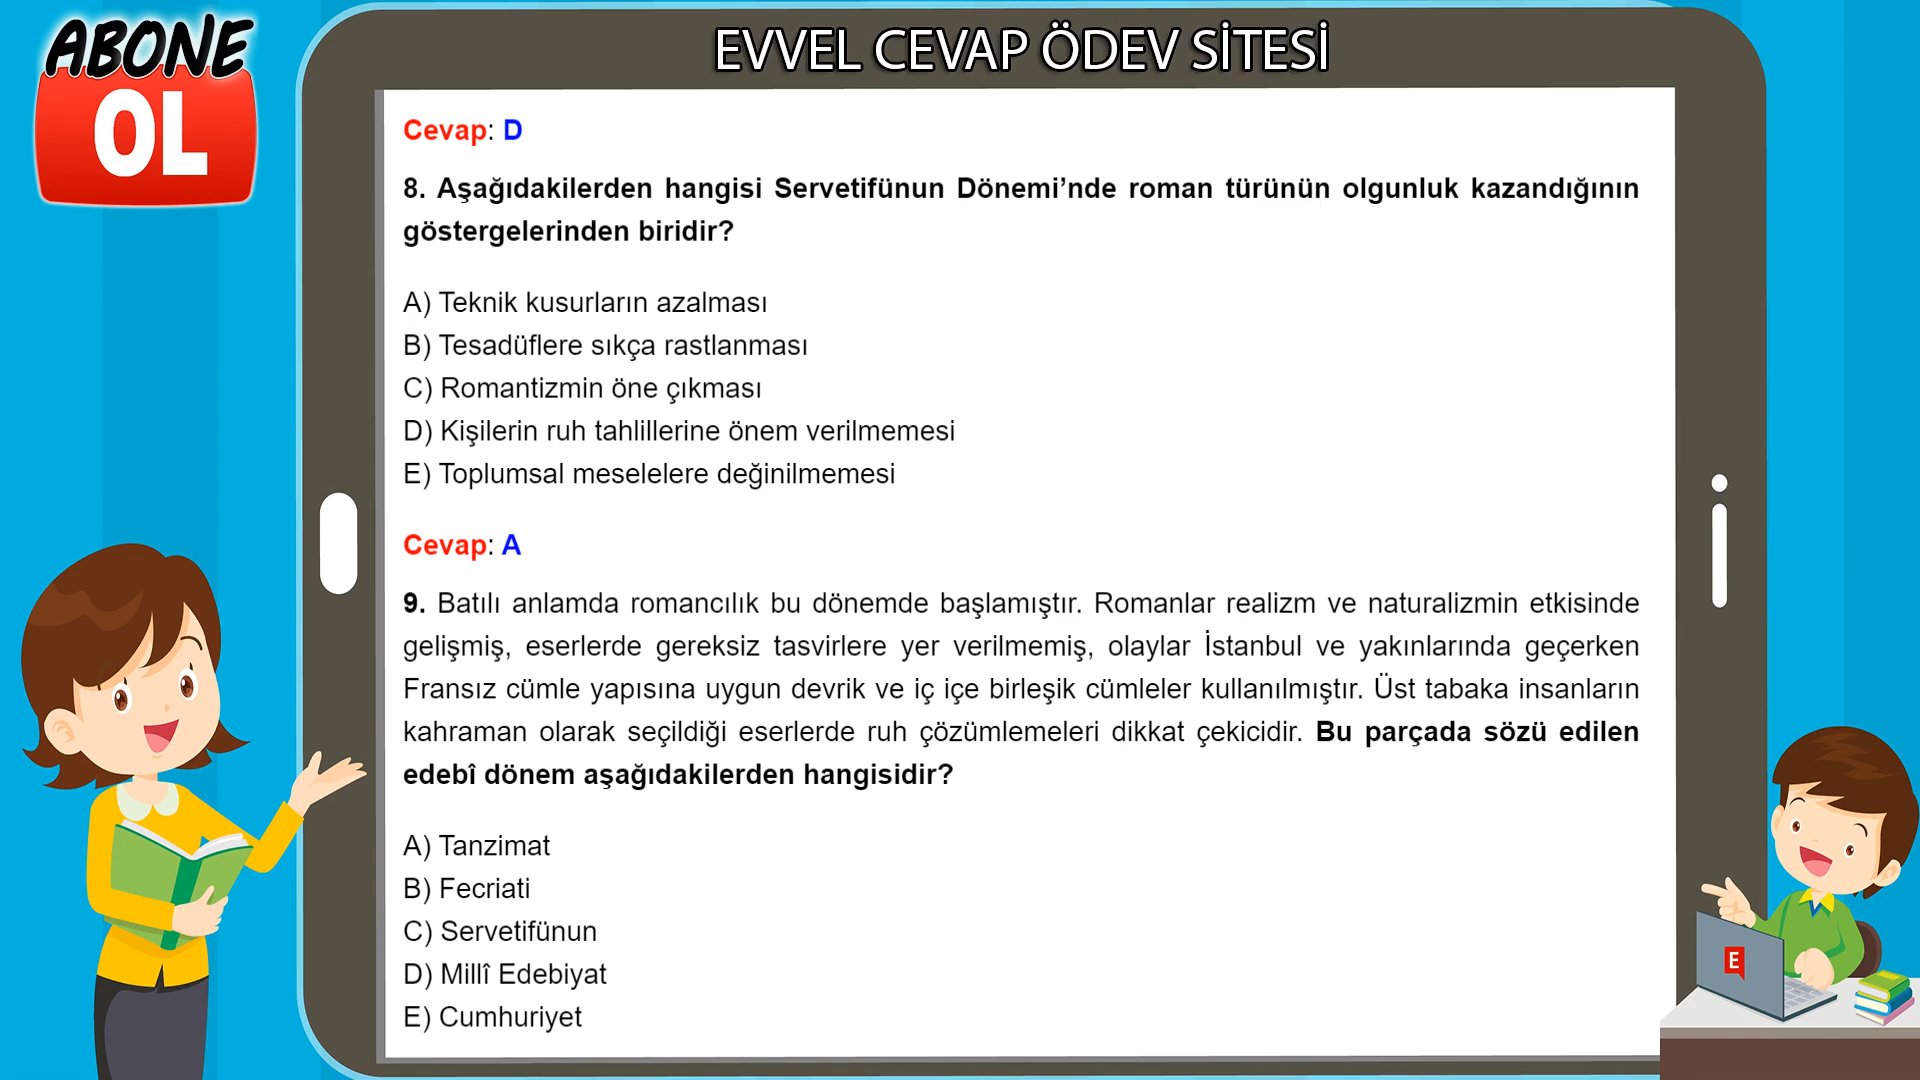 ABONE
OL
EVVEL CEVAP ÖDEV SİTESİ
Cevap: D
8. Aşağıdakilerden hangisi Servetifünun Dönemi’nde roman türünün olgunluk kazandığının
göstergelerinden biridir?
A) Teknik kusurların azalması
B) Tesadüflere sıkça rastlanması
C) Romantizmin öne çıkması
D) Kişilerin ruh tahlillerine önem verilmemesi
E) Toplumsal meselelere değinilmemesi
Cevap: A
9. Batılı anlamda romancılık bu dönemde başlamıştır. Romanlar realizm ve naturalizmin etkisinde
gelişmiş, eserlerde gereksiz tasvirlere yer verilmemiş, olaylar İstanbul ve yakınlarında geçerken
Fransız cümle yapısına uygun devrik ve iç içe birleşik cümleler kullanılmıştır. Üst tabaka insanların
kahraman olarak seçildiği eserlerde ruh çözümlemeleri dikkat çekicidir. Bu parçada sözü edilen
edebî dönem aşağıdakilerden hangisidir?
A) Tanzimat
B) Fecriati
C) Servetifünun
D) Millî Edebiyat
E) Cumhuriyet
E